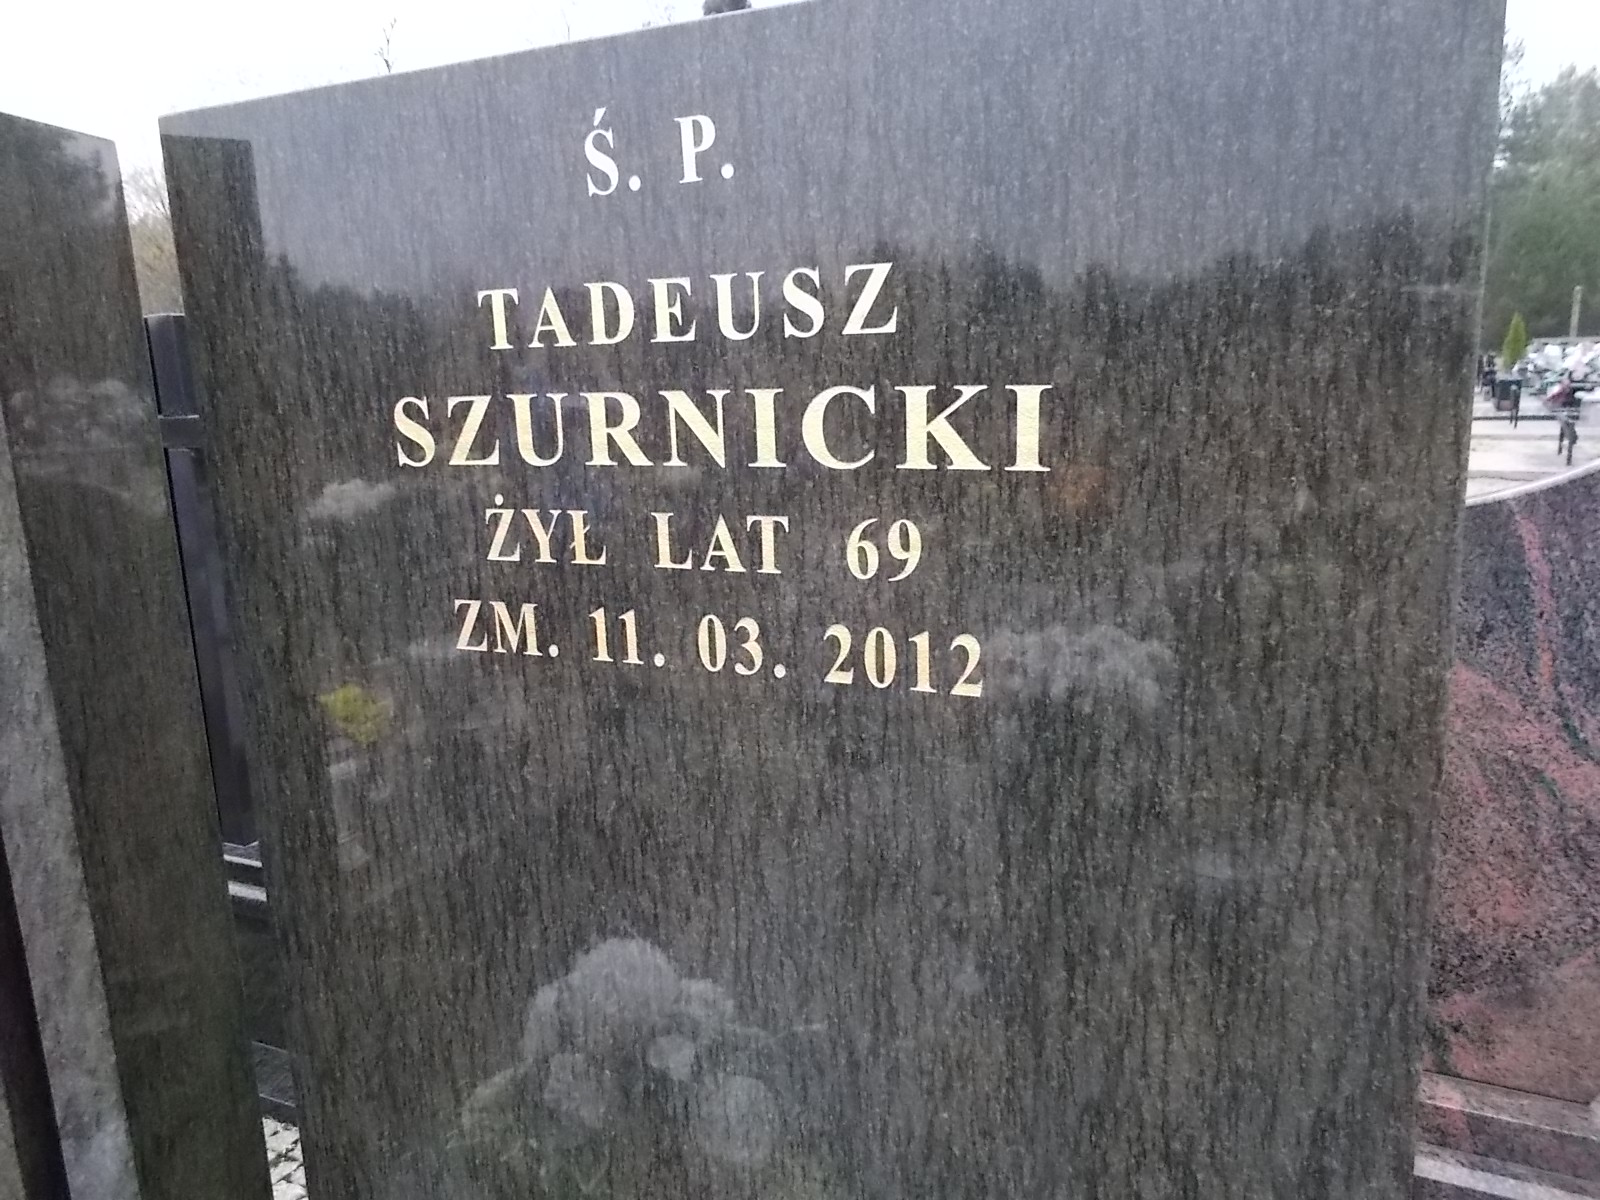 Ś. P.
TADEUSZ
SZURNICKI
ŻYŁ LAT 69
ZM. 11. 03. 2012